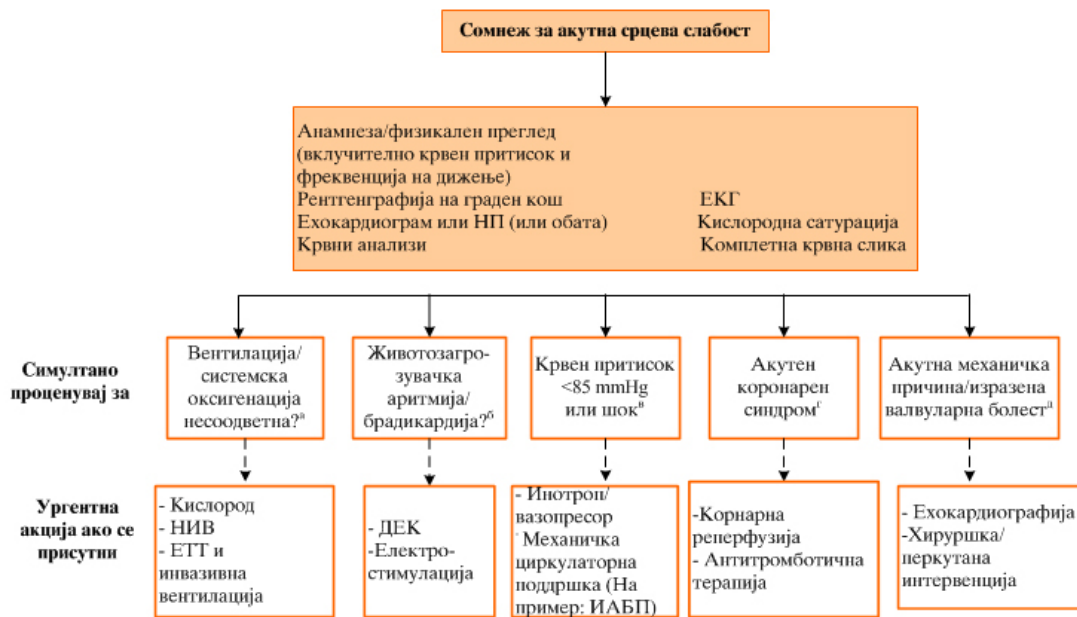 Сомнеж за акутна срцева слабост
Анамнеза/физикален преглед
(вклучително крвен притисок и
фреквенција на дижење)
Рентгенграфија на граден кош
ЕКГ
Ехокардиограм или НП (или обата)
Кислородна сатурација
Крвни анализи
Комплетна крвна слика
Симултано
проценувај за
Вентилација/
системска
оксигенација
несоодветна?ᵃ
Животозагро-
зувачка
аритмија/
брадикардија?ᵇ
Крвен притисок
<85 mmHg
или шокᵛ
Акутен
коронарен
синдромᵍ
Акутна механичка
причина/изразена
валвуларна болестᵃ
Ургентна
акција ако се
присутни
- Кислород
- НИВ
- ЕТТ и
инвазивна
вентилација
- ДЕК
-Електро-
стимулација
- Инотроп/
вазопресор
- Механичка
циркулаторна
поддршка (На
пример: ИАБП)
-Корнарна
реперфузија
- Антитромботична
терапија
- Ехокардиографија
-Хируршка/
перкутана
интервенција